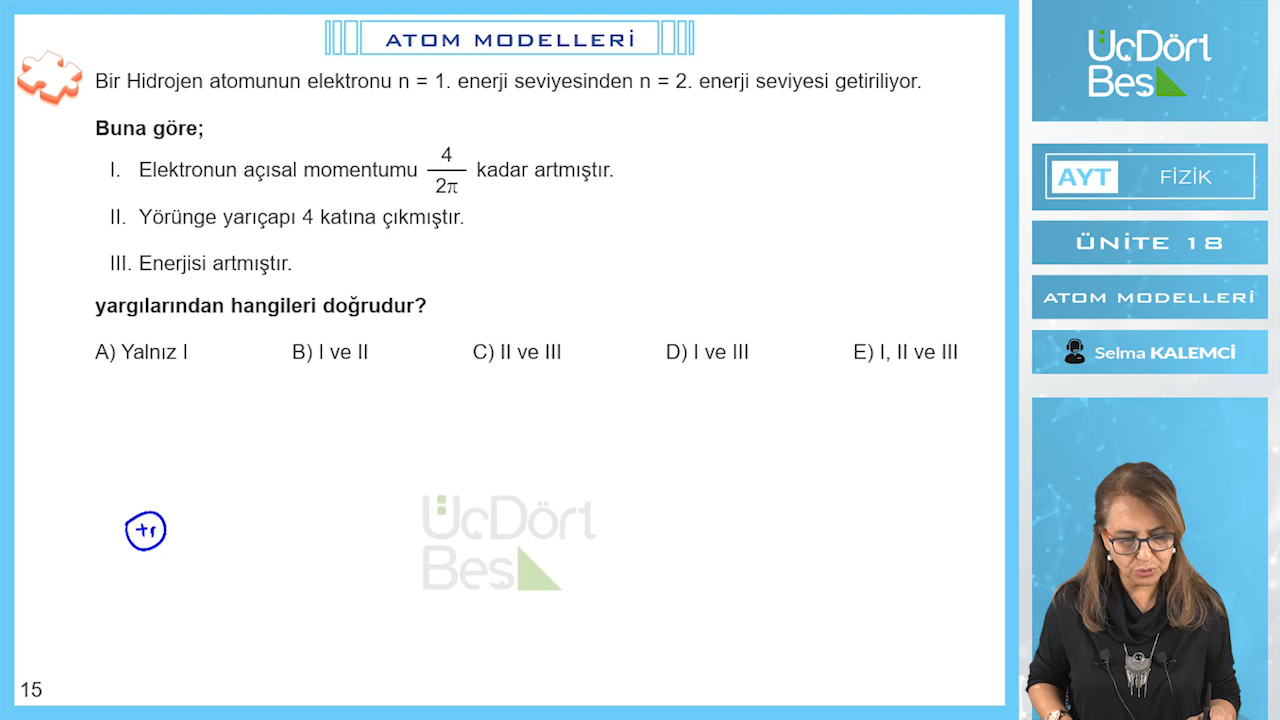 ATOM MODELLERİ
Bir Hidrojen atomunun elektronu n = 1. enerji seviyesinden n = 2. enerji seviyesi getiriliyor.
Buna göre;
I. Elektronun açısal momentumu 4/2π kadar artmıştır.
II. Yörünge yarıçapı 4 katına çıkmıştır.
III. Enerjisi artmıştır.
yargılarından hangileri doğrudur?
A) Yalnız I B) I ve II C) II ve III D) I ve III E) I, II ve III
+1
ÜçDört
Beş
15
ÜçDört
Beş
AYT FİZİK
ÜNİTE 18
ATOM MODELLERİ
Selma KALEMCİ